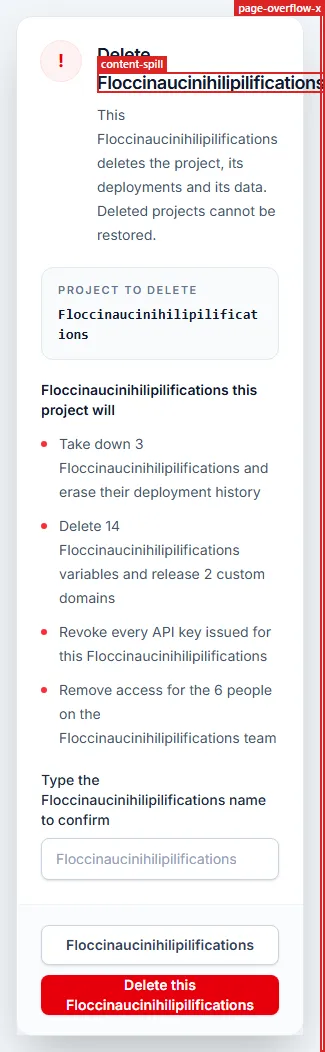 page-overflow-x
!
Delete
content-spill
Floccinaucinihilipilifications
This
Floccinaucinihilipilifications
deletes the project, its
deployments and its data.
Deleted projects cannot be
restored.
PROJECT TO DELETE
Floccinaucinihilipilificat
ions
Floccinaucinihilipilifications this
project will
Take down 3
Floccinaucinihilipilifications and
erase their deployment history
Delete 14
Floccinaucinihilipilifications
variables and release 2 custom
domains
Revoke every API key issued for
this Floccinaucinihilipilifications
Remove access for the 6 people
on the
Floccinaucinihilipilifications team
Type the
Floccinaucinihilipilifications name
to confirm
Floccinaucinihilipilifications
Floccinaucinihilipilifications
Delete this
Floccinaucinihilipilifications